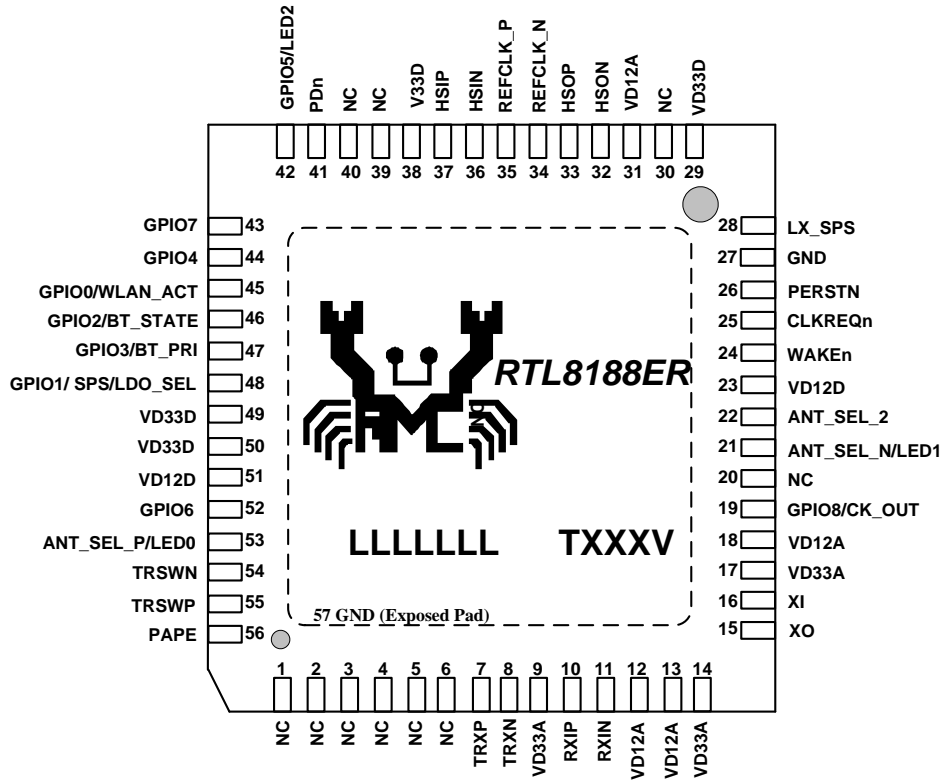 GPIO5/LED2
PDn
NC
NC
V33D
HSIP
HSIN
REFCLK_P
REFCLK_N
HSOP
HSON
VD12A
NC
VD33D
42 41 40 39 38 37 36 35 34 33 32 31 30 29
GPIO7 43
GPIO4 44
GPIO0/WLAN_ACT 45
GPIO2/BT_STATE 46
GPIO3/BT_PRI 47
GPIO1/ SPS/LDO_SEL 48
VD33D 49
VD33D 50
VD12D 51
GPIO6 52
ANT_SEL_P/LED0 53
TRSWN 54
TRSWP 55
PAPE 56
RTL8188ER
LLLLLLL TXXXV
57 GND (Exposed Pad)
28 LX_SPS
27 GND
26 PERSTN
25 CLKREQn
24 WAKEn
23 VD12D
22 ANT_SEL_2
21 ANT_SEL_N/LED1
20 NC
19 GPIO8/CK_OUT
18 VD12A
17 VD33A
16 XI
15 XO
1 2 3 4 5 6 7 8 9 10 11 12 13 14
NC
NC
NC
NC
NC
NC
TRXP
TRXN
VD33A
RXIP
RXIN
VD12A
VD12A
VD33A